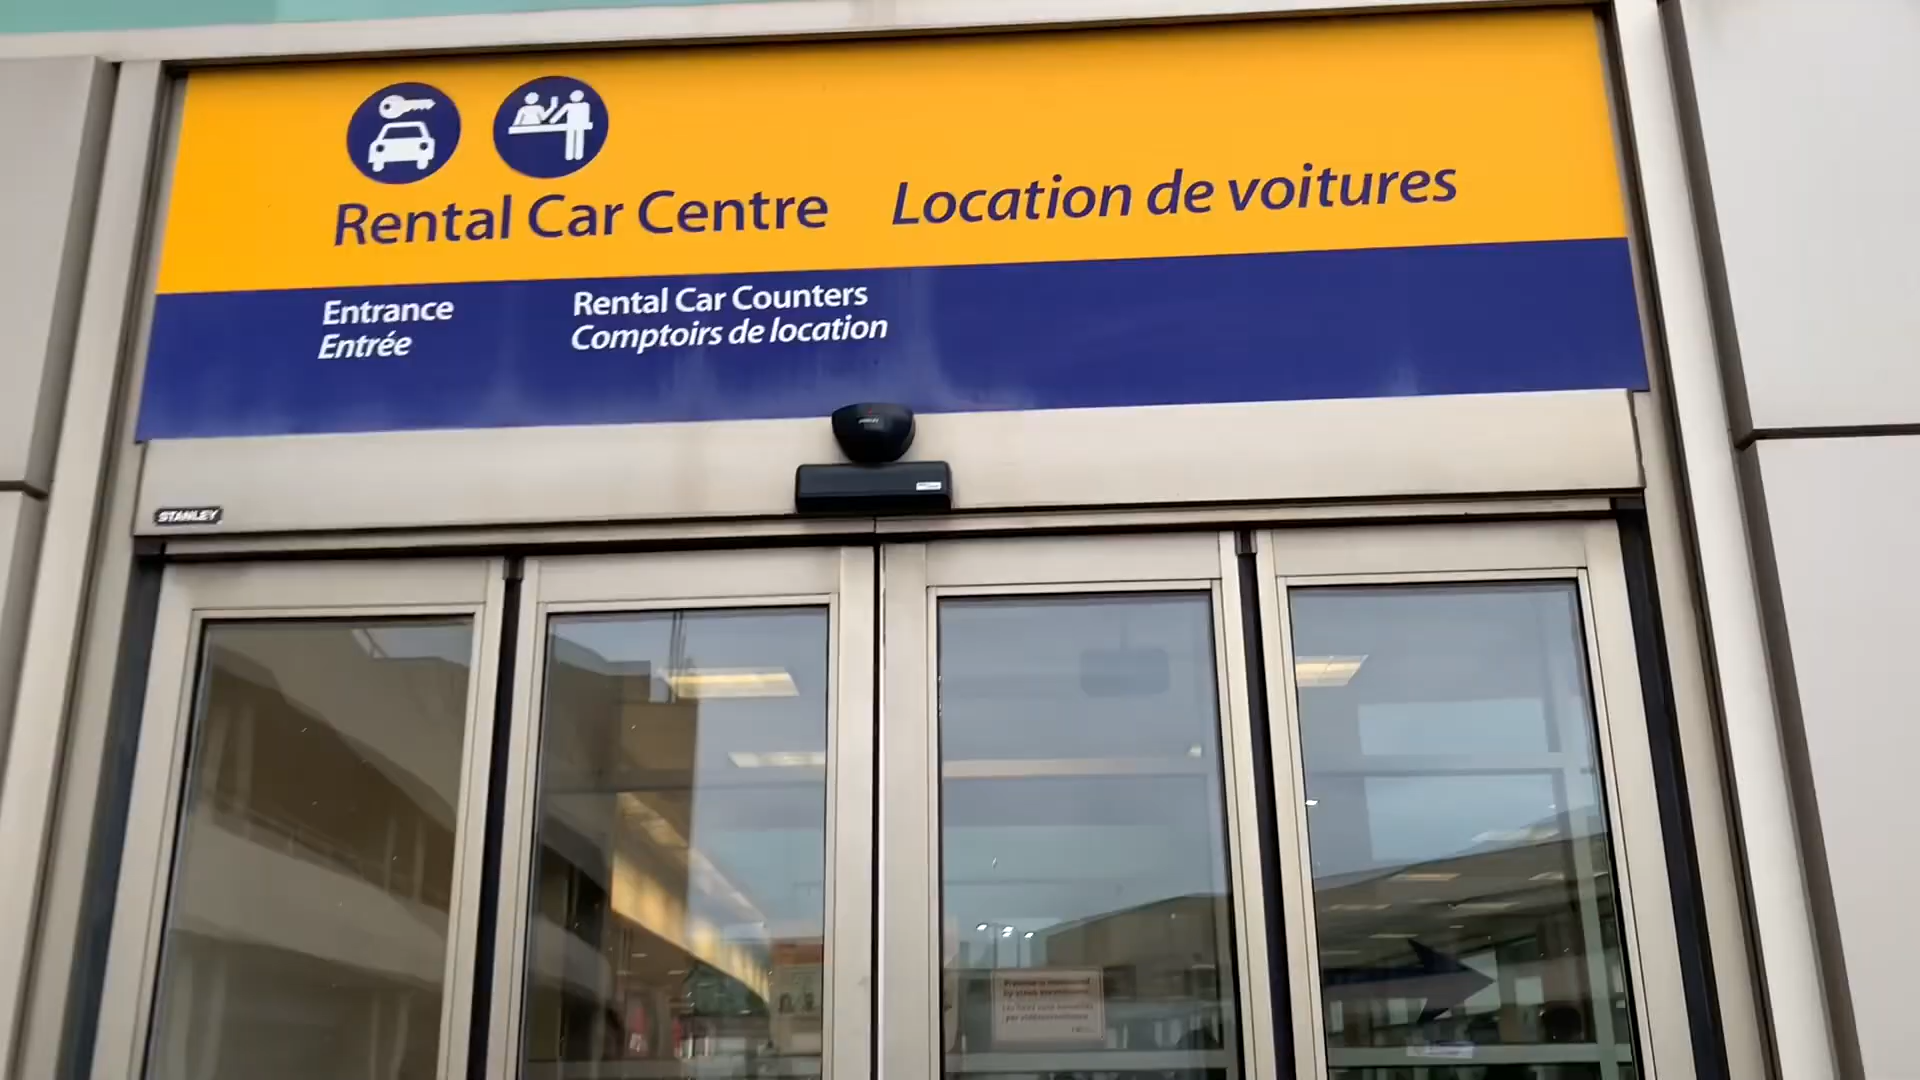 Rental Car Centre
Location de voitures
Entrance
Entrée
Rental Car Counters
Comptoirs de location
STANLEY